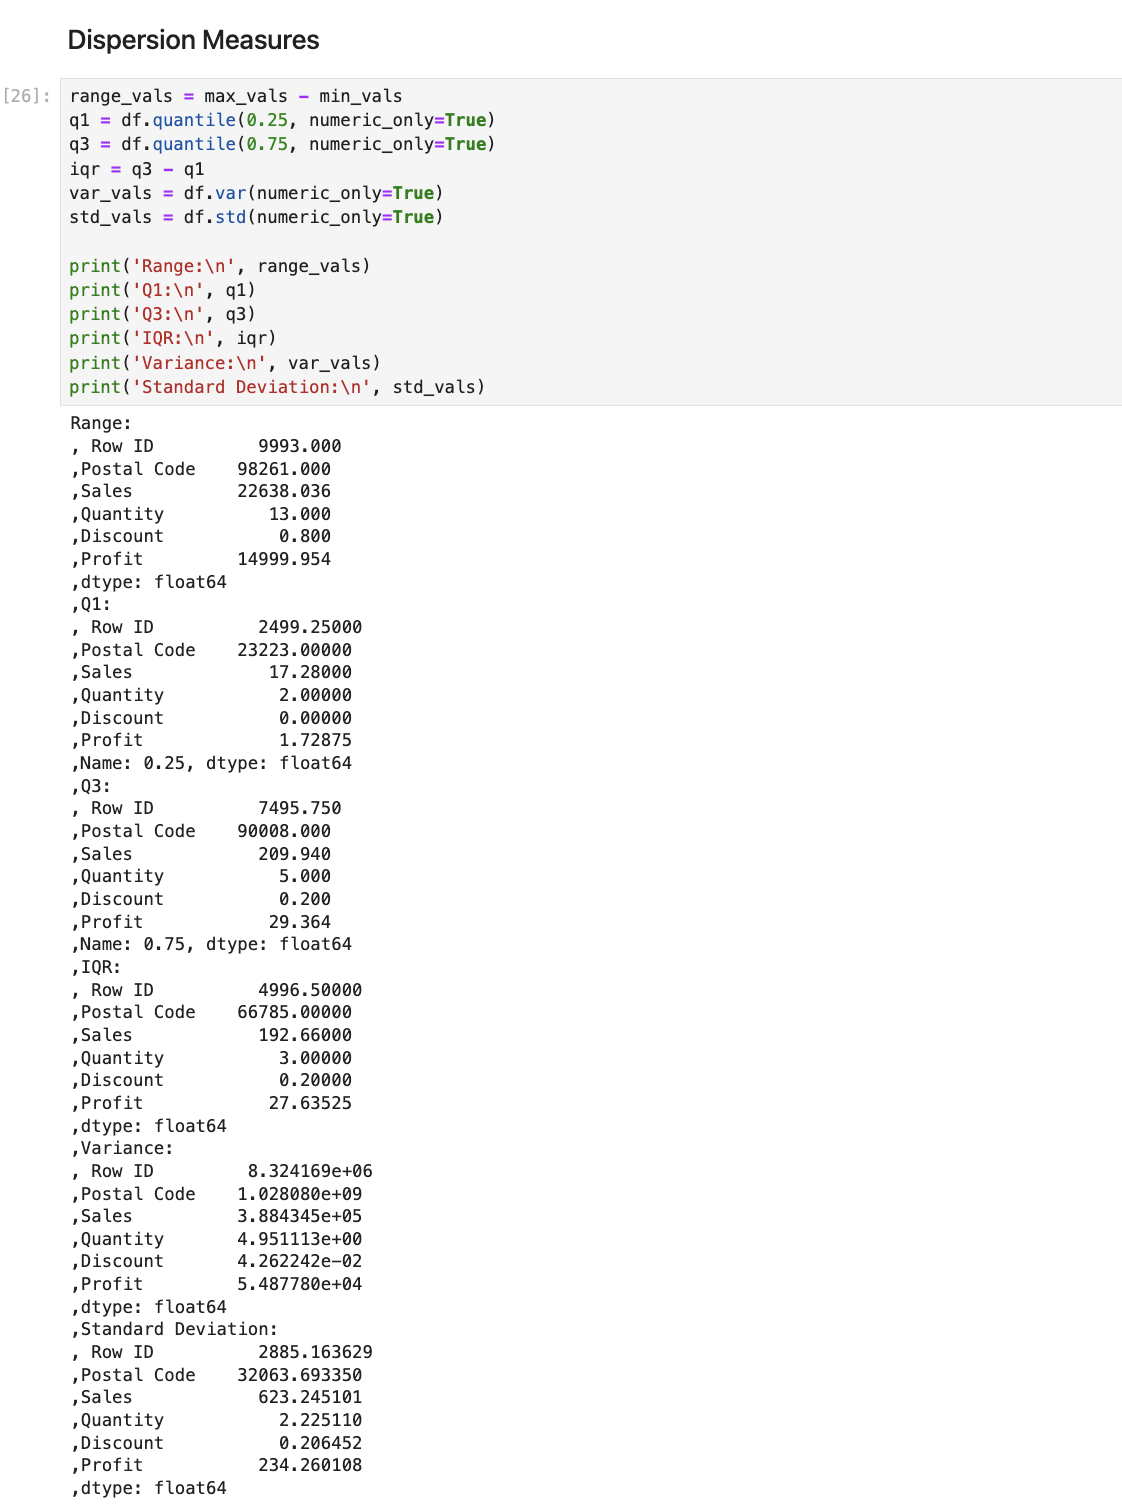 Dispersion Measures
[26]:
range_vals = max_vals - min_vals
q1 = df.quantile(0.25, numeric_only=True)
q3 = df.quantile(0.75, numeric_only=True)
iqr = q3 - q1
var_vals = df.var(numeric_only=True)
std_vals = df.std(numeric_only=True)

print('Range:\n', range_vals)
print('Q1:\n', q1)
print('Q3:\n', q3)
print('IQR:\n', iqr)
print('Variance:\n', var_vals)
print('Standard Deviation:\n', std_vals)
Range:
, Row ID          9993.000
,Postal Code    98261.000
,Sales          22638.036
,Quantity          13.000
,Discount           0.800
,Profit         14999.954
,dtype: float64
,Q1:
, Row ID          2499.25000
,Postal Code    23223.00000
,Sales             17.28000
,Quantity           2.00000
,Discount           0.00000
,Profit             1.72875
,Name: 0.25, dtype: float64
,Q3:
, Row ID          7495.750
,Postal Code    90008.000
,Sales            209.940
,Quantity           5.000
,Discount           0.200
,Profit            29.364
,Name: 0.75, dtype: float64
,IQR:
, Row ID          4996.50000
,Postal Code    66785.00000
,Sales            192.66000
,Quantity           3.00000
,Discount           0.20000
,Profit            27.63525
,dtype: float64
,Variance:
, Row ID         8.324169e+06
,Postal Code    1.028080e+09
,Sales          3.884345e+05
,Quantity       4.951113e+00
,Discount       4.262242e-02
,Profit         5.487780e+04
,dtype: float64
,Standard Deviation:
, Row ID          2885.163629
,Postal Code    32063.693350
,Sales            623.245101
,Quantity           2.225110
,Discount           0.206452
,Profit           234.260108
,dtype: float64